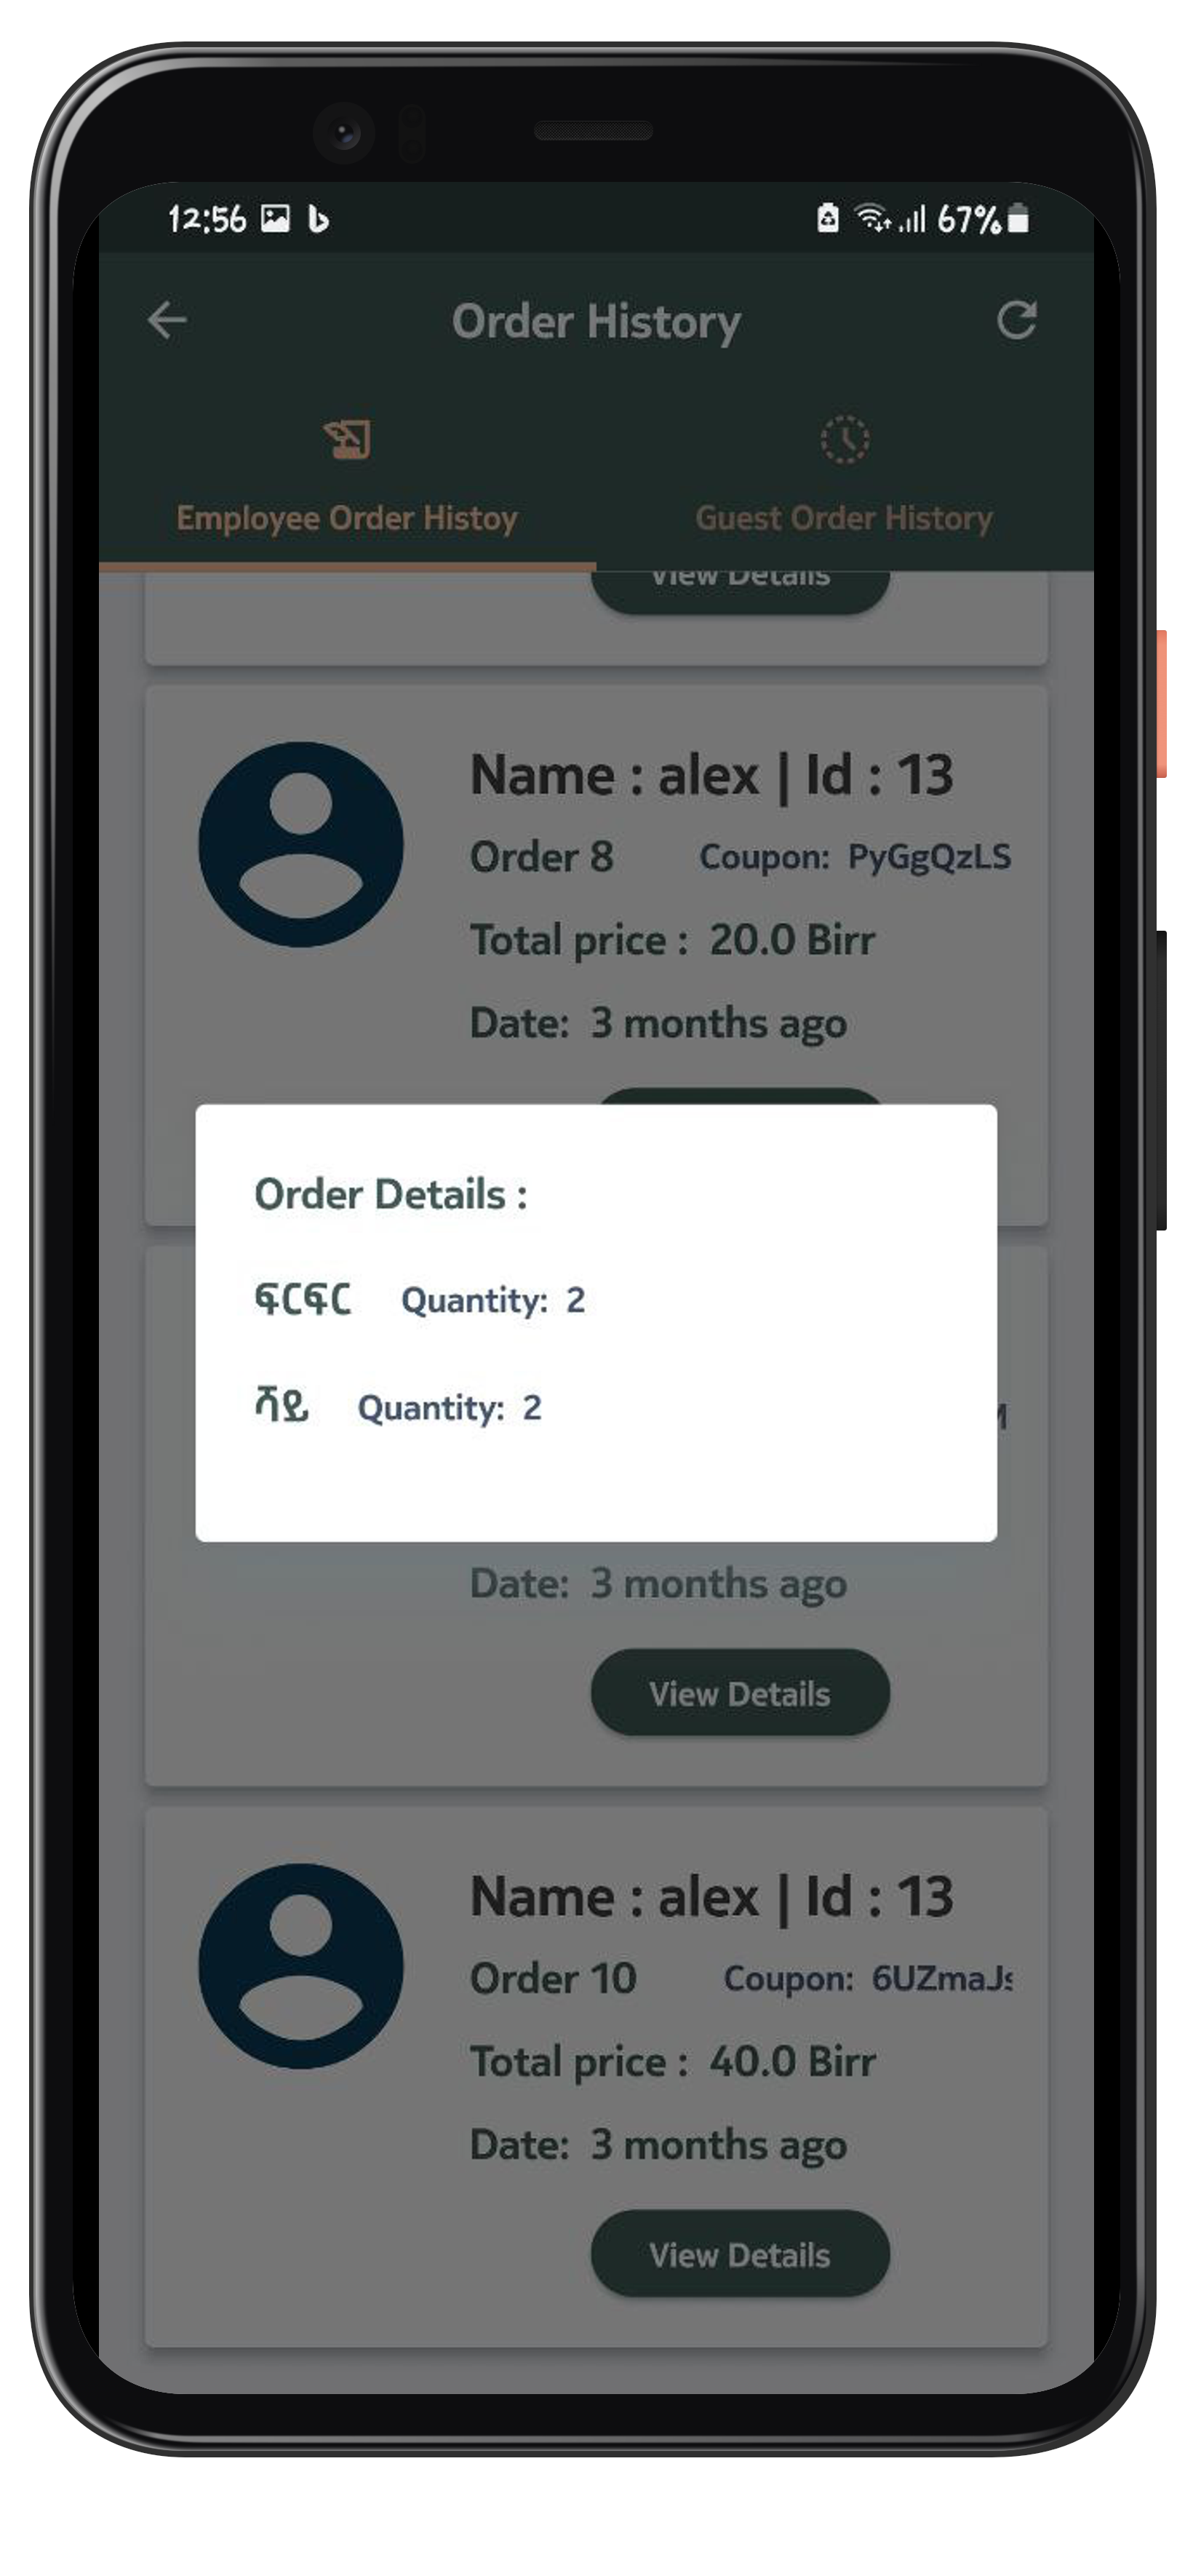 12:56 67%
Order History
Employee Order Histoy Guest Order History
View Details
Name : alex | Id : 13
Order 8 Coupon: PyGgQzLS
Total price : 20.0 Birr
Date: 3 months ago
Order Details :
ፍርፍር Quantity: 2
ሻይ Quantity: 2
Date: 3 months ago
View Details
Name : alex | Id : 13
Order 10 Coupon: 6UZmaJs
Total price : 40.0 Birr
Date: 3 months ago
View Details